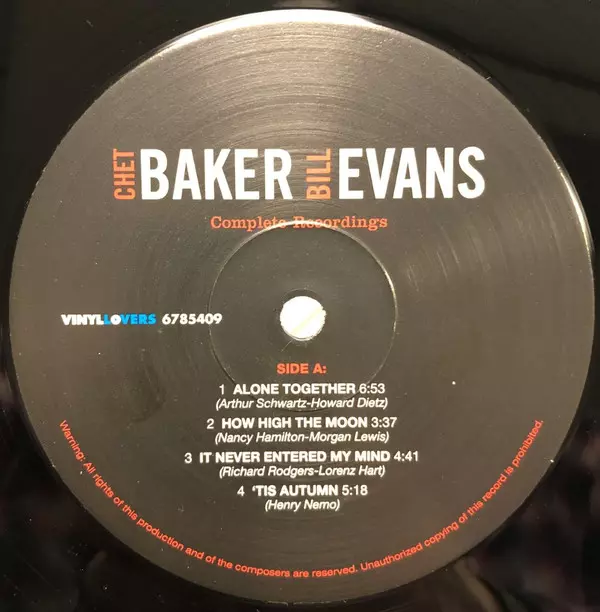 CHET BAKER BILL EVANS
Complete Recordings
VINYLLOVERS 6785409
SIDE A:
1 ALONE TOGETHER 6:53
(Arthur Schwartz-Howard Dietz)
2 HOW HIGH THE MOON 3:37
(Nancy Hamilton-Morgan Lewis)
3 IT NEVER ENTERED MY MIND 4:41
(Richard Rodgers-Lorenz Hart)
4 'TIS AUTUMN 5:18
(Henry Nemo)
Warning: All rights of this production and of the composers are reserved. Unauthorized copying of this record is prohibited.